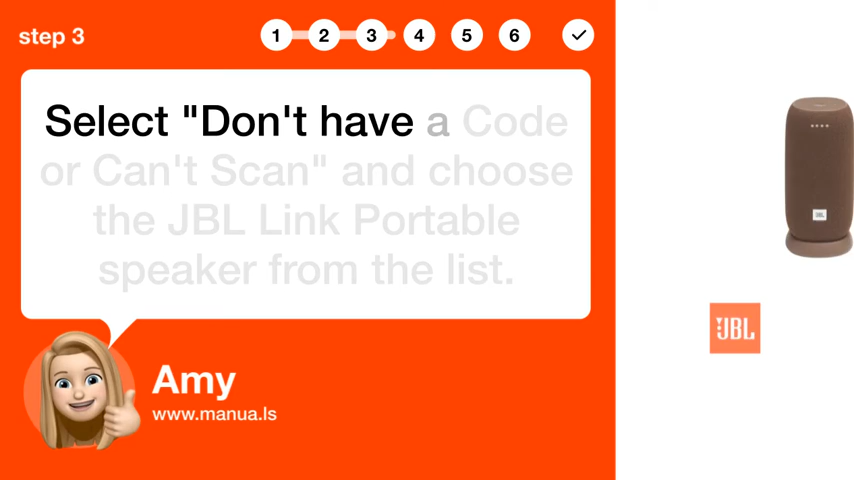 step 3
1 2 3 4 5 6
Select "Don't have a Code
or Can't Scan" and choose
the JBL Link Portable
speaker from the list.
Amy
www.manua.ls
JBL
JBL